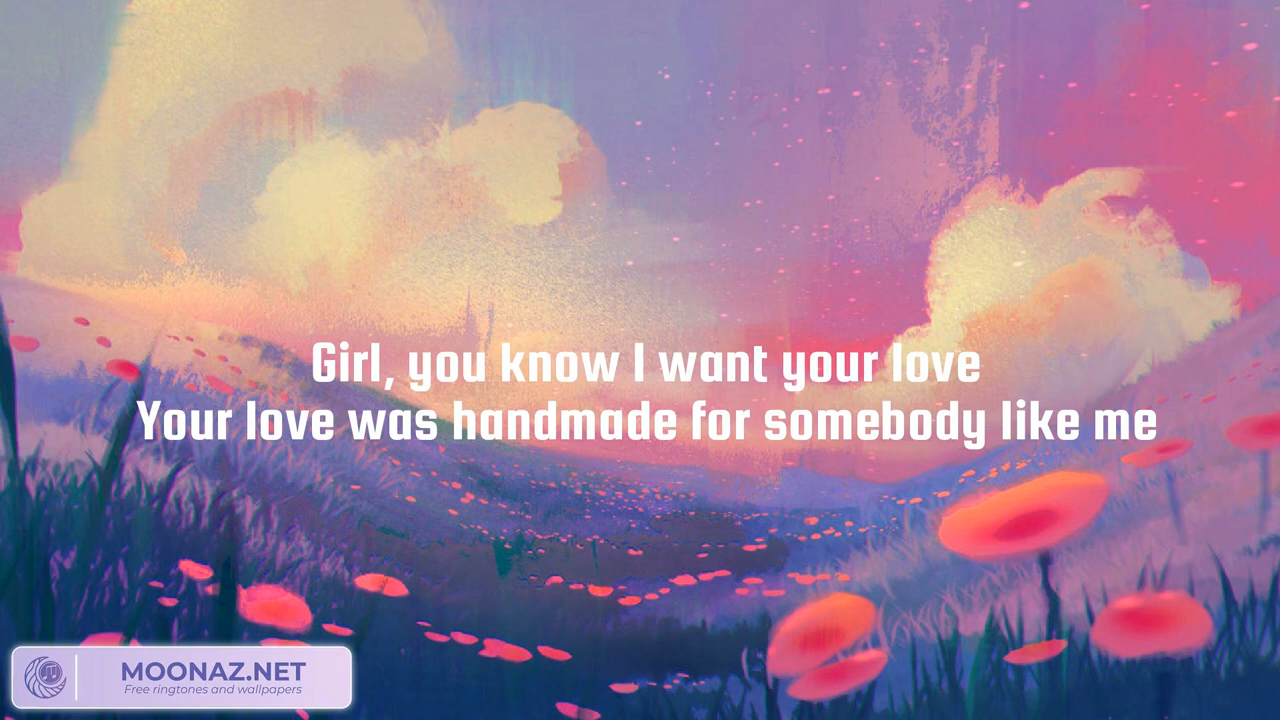 Girl, you know I want your love
Your love was handmade for somebody like me
MOONAZ.NET
Free ringtones and wallpapers